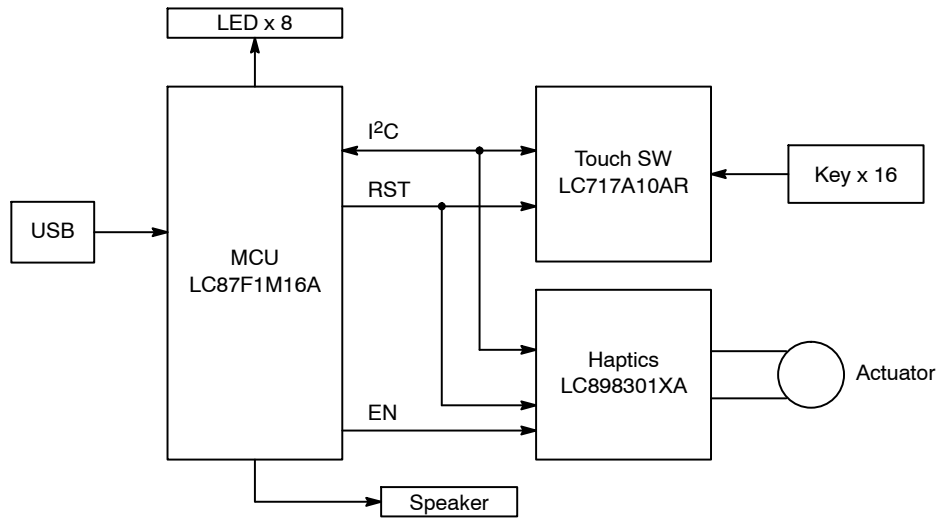 LED x 8
I²C
Touch SW
LC717A10AR
Key x 16
RST
USB
MCU
LC87F1M16A
Haptics
LC898301XA
Actuator
EN
Speaker